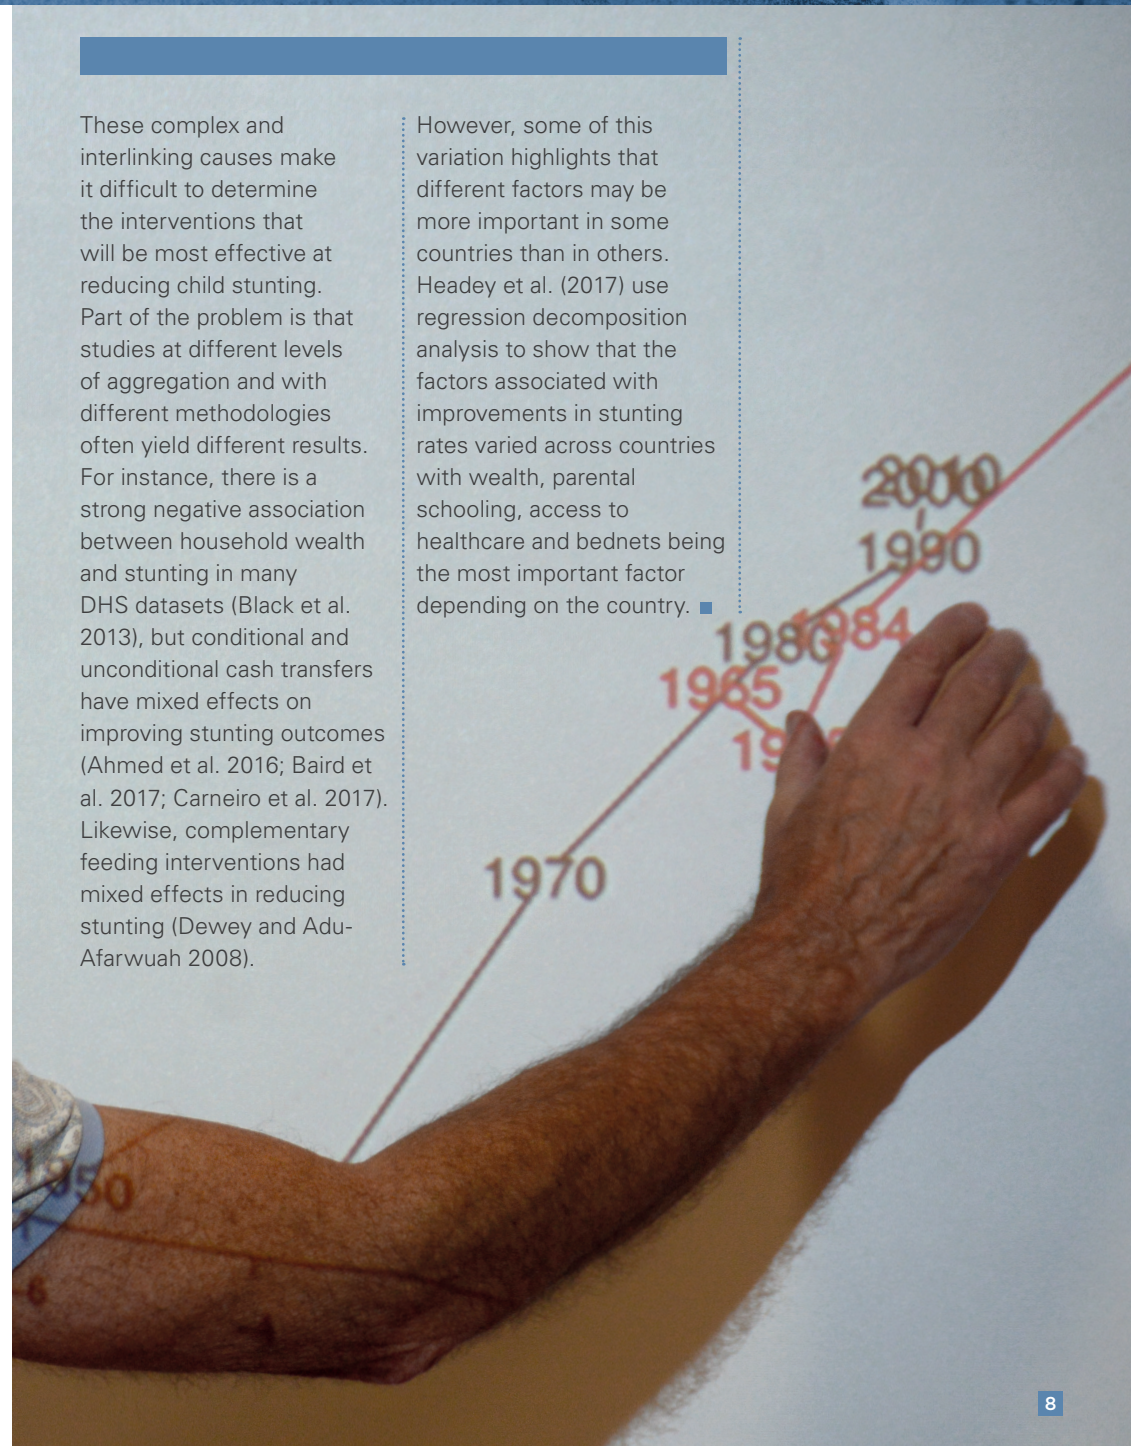 These complex and
interlinking causes make
it difficult to determine
the interventions that
will be most effective at
reducing child stunting.
Part of the problem is that
studies at different levels
of aggregation and with
different methodologies
often yield different results.
For instance, there is a
strong negative association
between household wealth
and stunting in many
DHS datasets (Black et al.
2013), but conditional and
unconditional cash transfers
have mixed effects on
improving stunting outcomes
(Ahmed et al. 2016; Baird et
al. 2017; Carneiro et al. 2017).
Likewise, complementary
feeding interventions had
mixed effects in reducing
stunting (Dewey and Adu-
Afarwuah 2008).
However, some of this
variation highlights that
different factors may be
more important in some
countries than in others.
Headey et al. (2017) use
regression decomposition
analysis to show that the
factors associated with
improvements in stunting
rates varied across countries
with wealth, parental
schooling, access to
healthcare and bednets being
the most important factor
depending on the country.
2000
2010
1990
1984
1980
1965
1970
1950
8